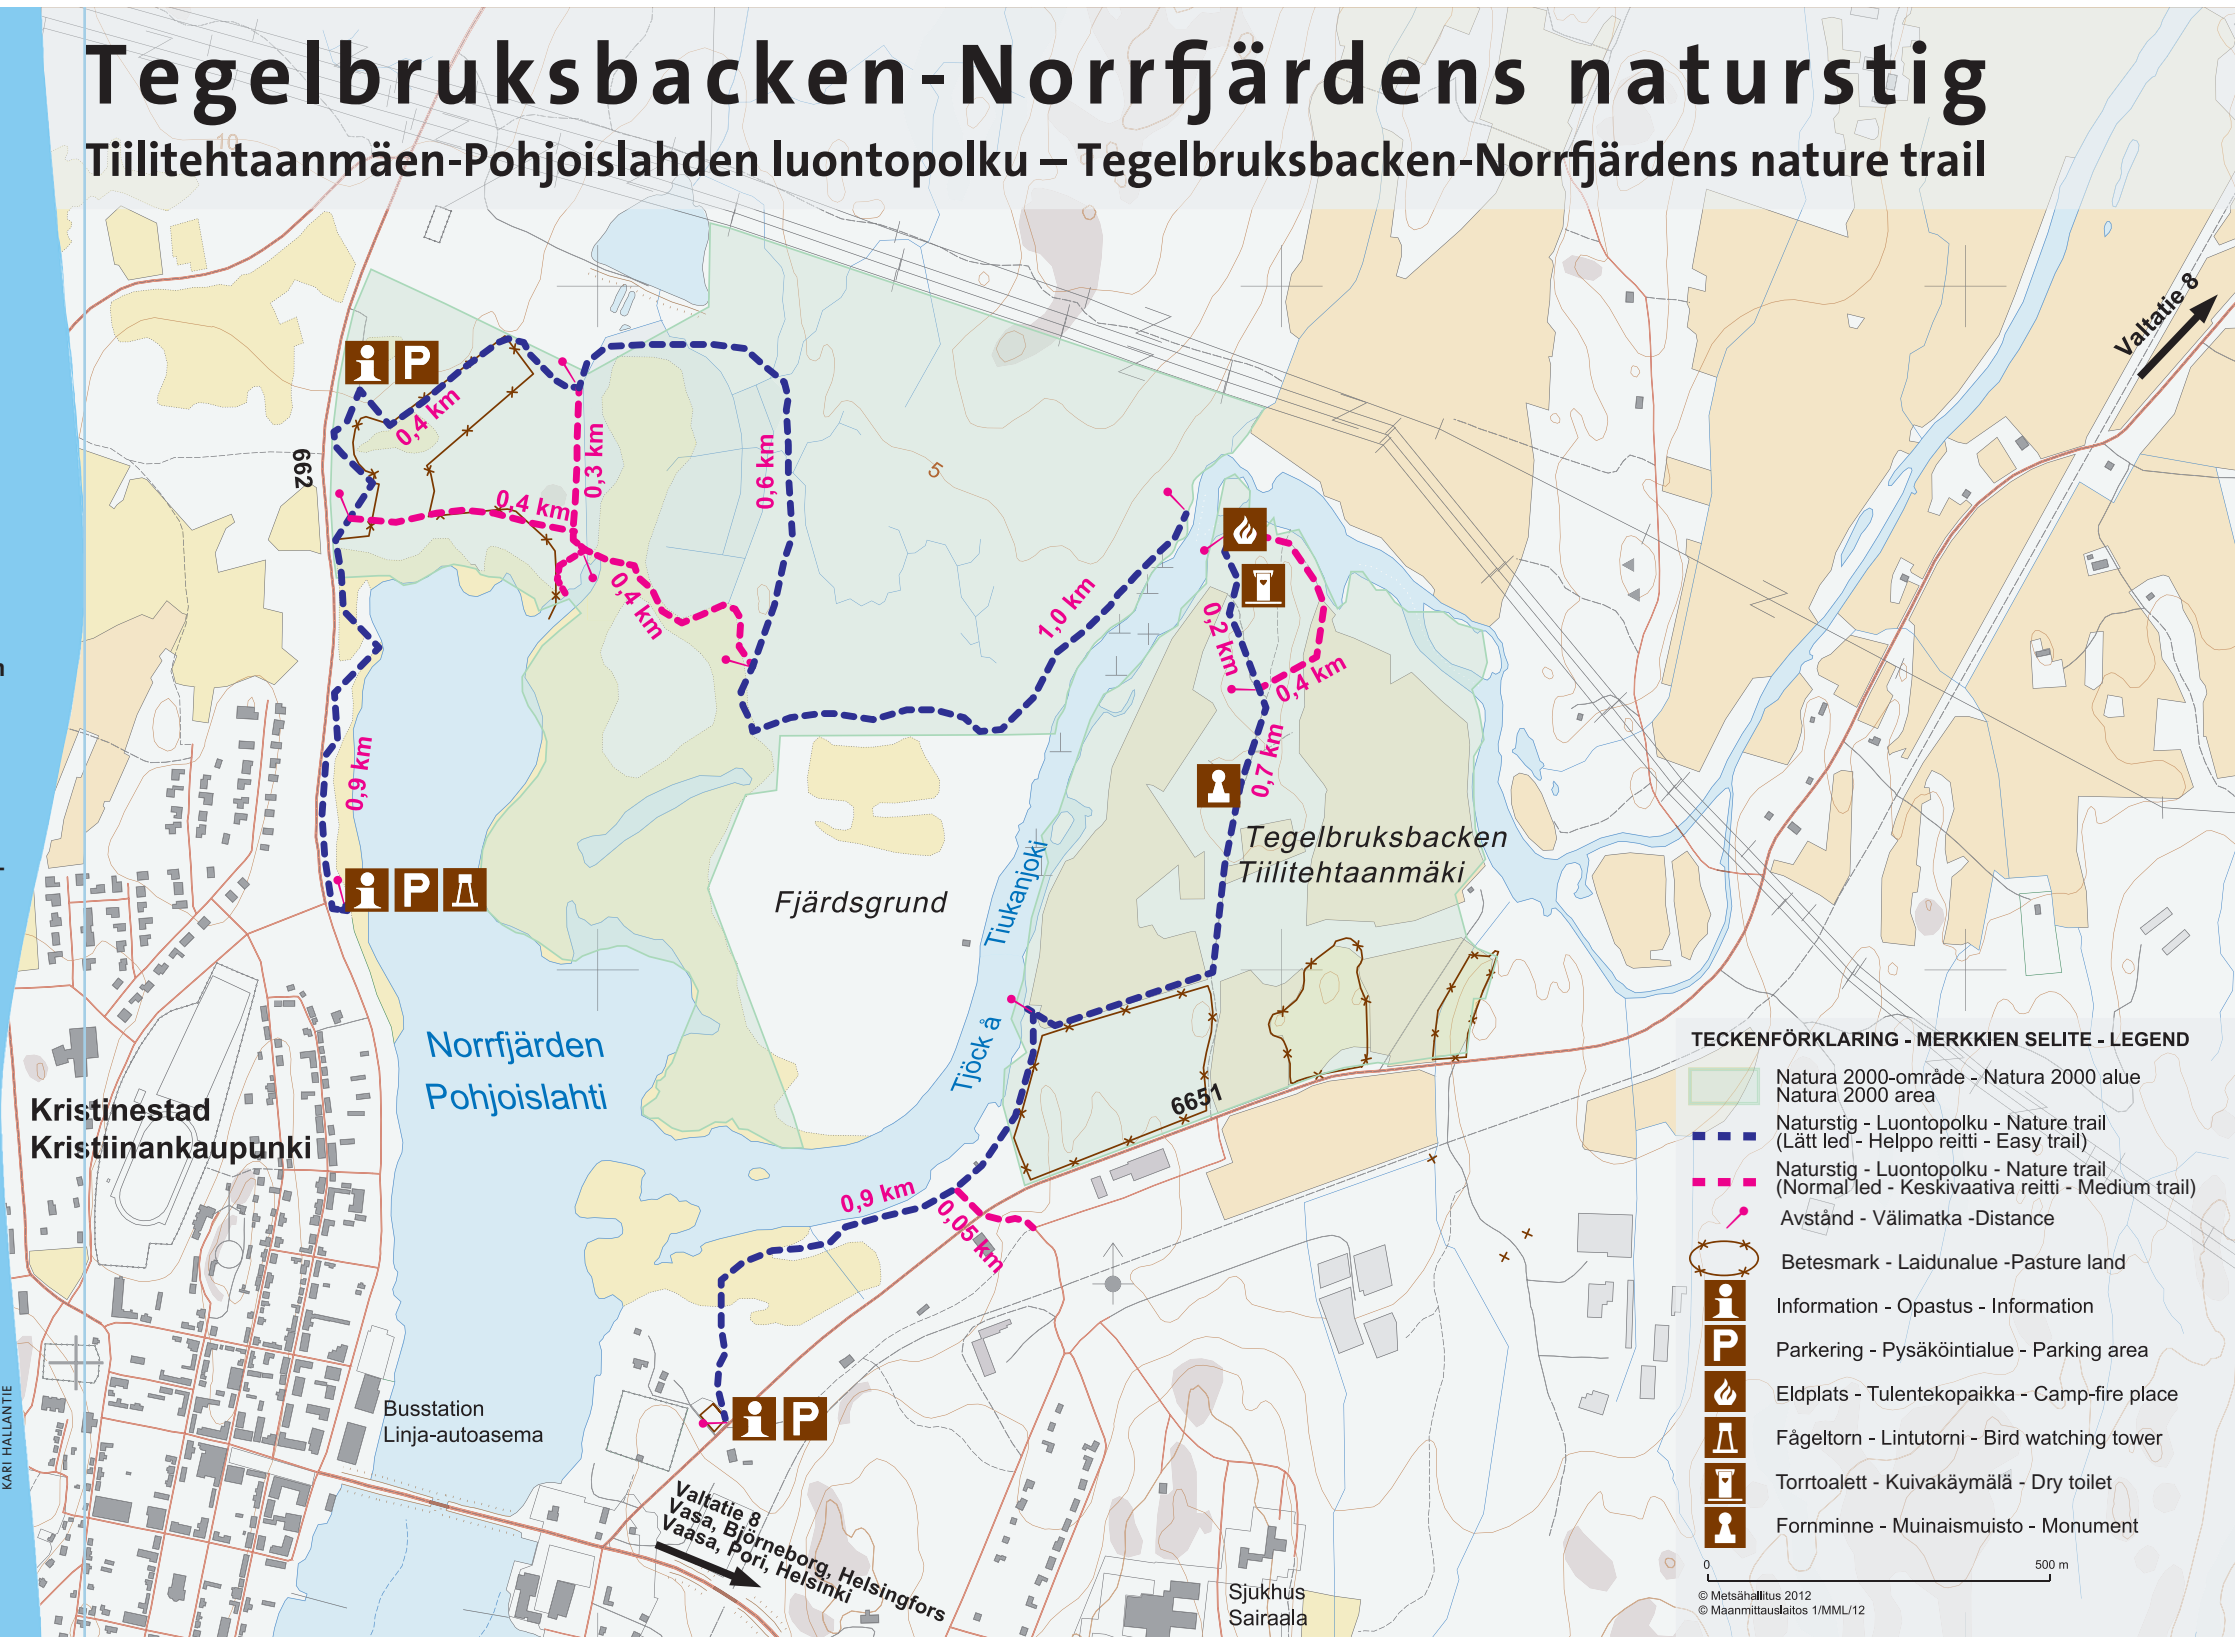 Tegelbruksbacken-Norrfjärdens naturstig
Tiilitehtaanmäen-Pohjoislahden luontopolku – Tegelbruksbacken-Norrfjärdens nature trail
10
Valtatie 8
i P
0,4 km
662
0,4 km
0,3 km
0,6 km
5
0,4 km
1,0 km
0,2 km
0,4 km
0,9 km
0,7 km
i P
Tegelbruksbacken
Tiilitehtaanmäki
Fjärdsgrund
Tiukanjoki
Tjöck å
Norrfjärden
Pohjoislahti
6651
Kristinestad
Kristiinankaupunki
0,9 km
0,05 km
Busstation
Linja-autoasema
i P
Valtatie 8
Vasa, Björneborg, Helsingfors
Vaasa, Pori, Helsinki
Sjukhus
Sairaala
KARI HALLANTIE
TECKENFÖRKLARING - MERKKIEN SELITE - LEGEND
Natura 2000-område - Natura 2000 alue
Natura 2000 area
Naturstig - Luontopolku - Nature trail
(Lätt led - Helppo reitti - Easy trail)
Naturstig - Luontopolku - Nature trail
(Normal led - Keskivaativa reitti - Medium trail)
Avstånd - Välimatka -Distance
Betesmark - Laidunalue -Pasture land
i Information - Opastus - Information
P Parkering - Pysäköintialue - Parking area
Eldplats - Tulentekopaikka - Camp-fire place
Fågeltorn - Lintutorni - Bird watching tower
Torrtoalett - Kuivakäymälä - Dry toilet
Fornminne - Muinaismuisto - Monument
0 500 m
© Metsähallitus 2012
© Maanmittauslaitos 1/MML/12